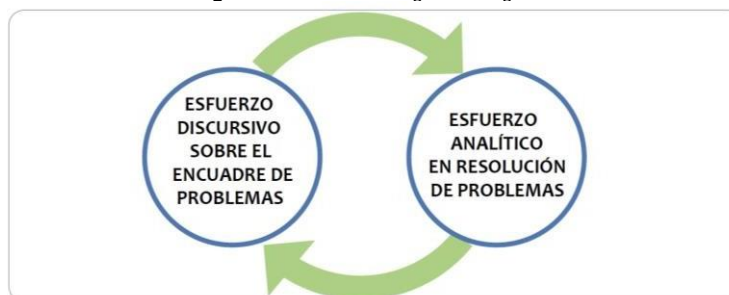 ESFUERZO
DISCURSIVO
SOBRE EL
ENCUADRE DE
PROBLEMAS
ESFUERZO
ANALÍTICO
EN RESOLUCIÓN
DE PROBLEMAS